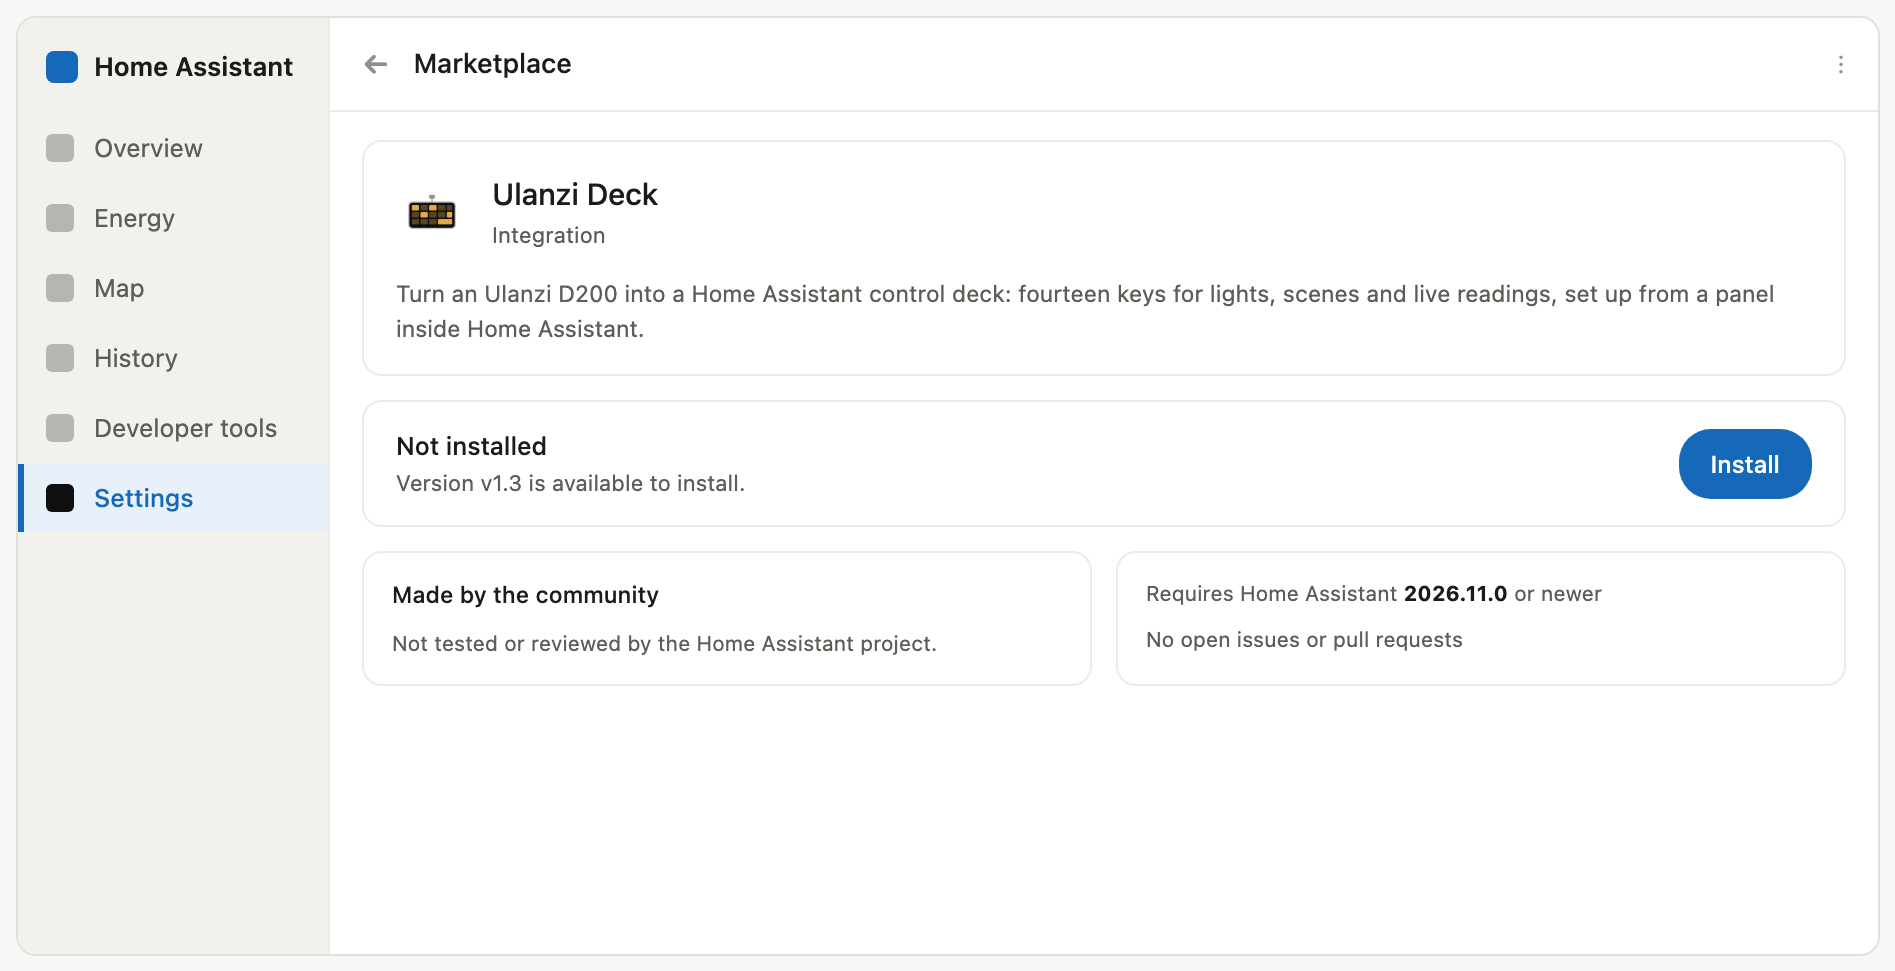 Home Assistant
Overview
Energy
Map
History
Developer tools
Settings
Marketplace
Ulanzi Deck
Integration
Turn an Ulanzi D200 into a Home Assistant control deck: fourteen keys for lights, scenes and live readings, set up from a panel
inside Home Assistant.
Not installed
Version v1.3 is available to install.
Install
Made by the community
Not tested or reviewed by the Home Assistant project.
Requires Home Assistant 2026.11.0 or newer
No open issues or pull requests